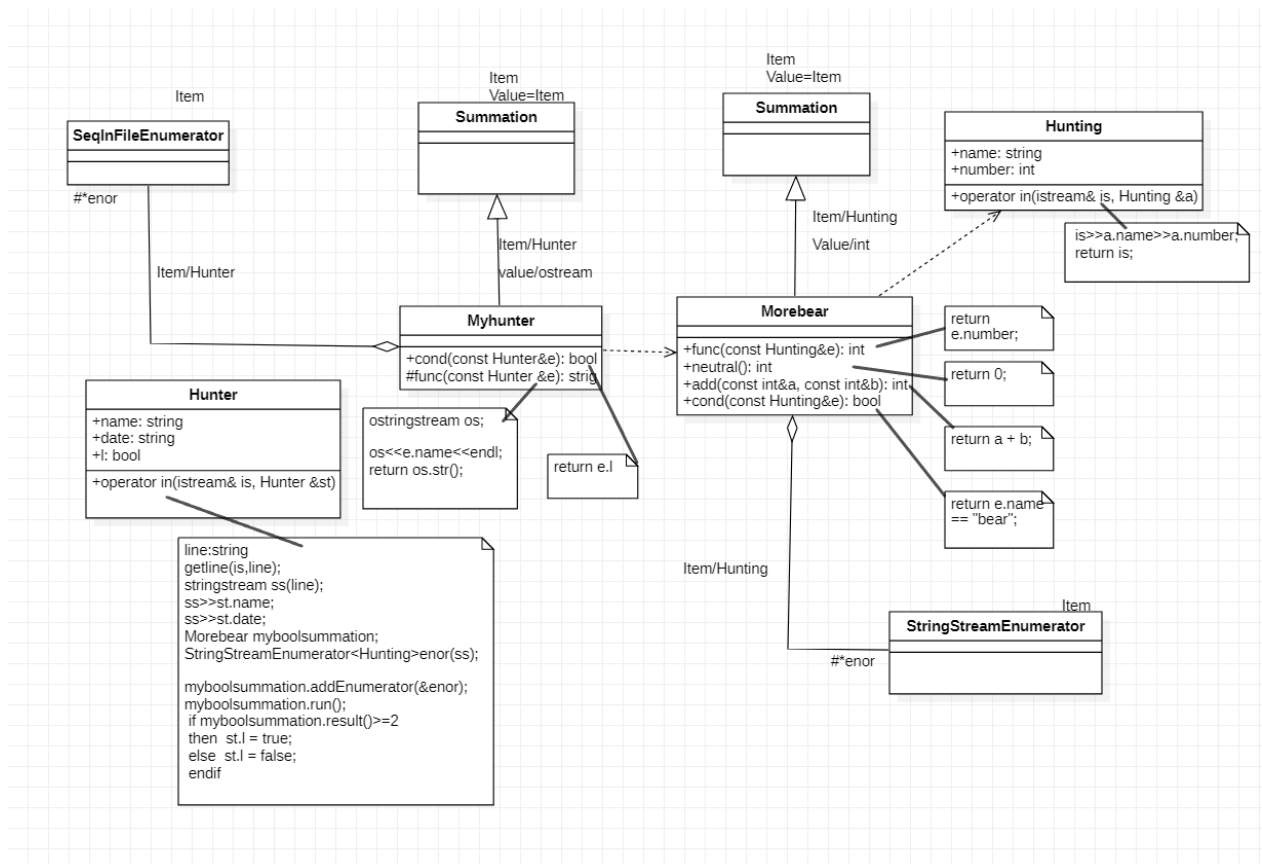 Item
SeqInFileEnumerator
#*enor
Item/Hunter
Item
Value=Item
Summation
Item/Hunter
value/ostream
Myhunter
+cond(const Hunter&e): bool
#func(const Hunter &e): strig
ostringstream os;
os<<e.name<<endl;
return os.str();
return e.l
Hunter
+name: string
+date: string
+l: bool
+operator in(istream& is, Hunter &st)
line:string
getline(is,line);
stringstream ss(line);
ss>>st.name;
ss>>st.date;
Morebear myboolsummation;
StringStreamEnumerator<Hunting>enor(ss);
myboolsummation.addEnumerator(&enor);
myboolsummation.run();
if myboolsummation.result()>=2
then st.l = true;
else st.l = false;
endif
Item
Value=Item
Summation
Item/Hunting
Value/int
Morebear
+func(const Hunting&e): int
+neutral(): int
+add(const int&a, const int&b): int
+cond(const Hunting&e): bool
Hunting
+name: string
+number: int
+operator in(istream& is, Hunting &a)
is>>a.name>>a.number;
return is;
return
e.number;
return 0;
return a + b;
return e.name
== "bear";
Item/Hunting
#*enor
Item
StringStreamEnumerator